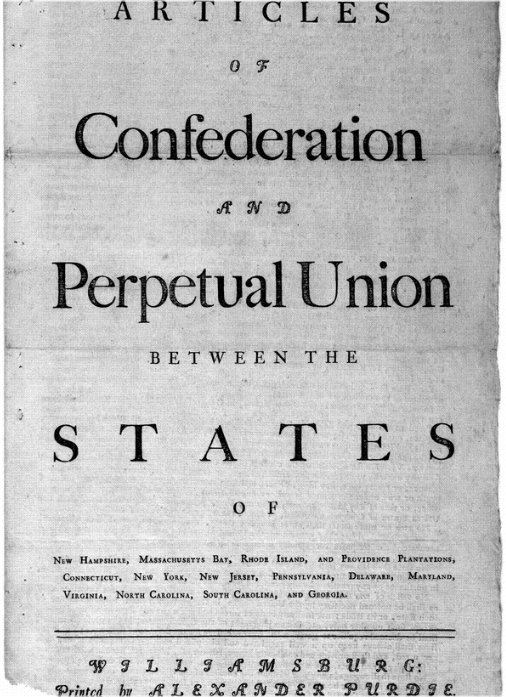 ARTICLES
OF
Confederation
AND
Perpetual Union
BETWEEN THE
STATES
OF
New Hampshire, Massachusetts Bay, Rhode Island, and Providence Plantations,
Connecticut, New York, New Jersey, Pennsylvania, Delaware, Maryland,
Virginia, North Carolina, South Carolina, and Georgia.
WILLIAMSBURG:
Printed by ALEXANDER PURDIE.